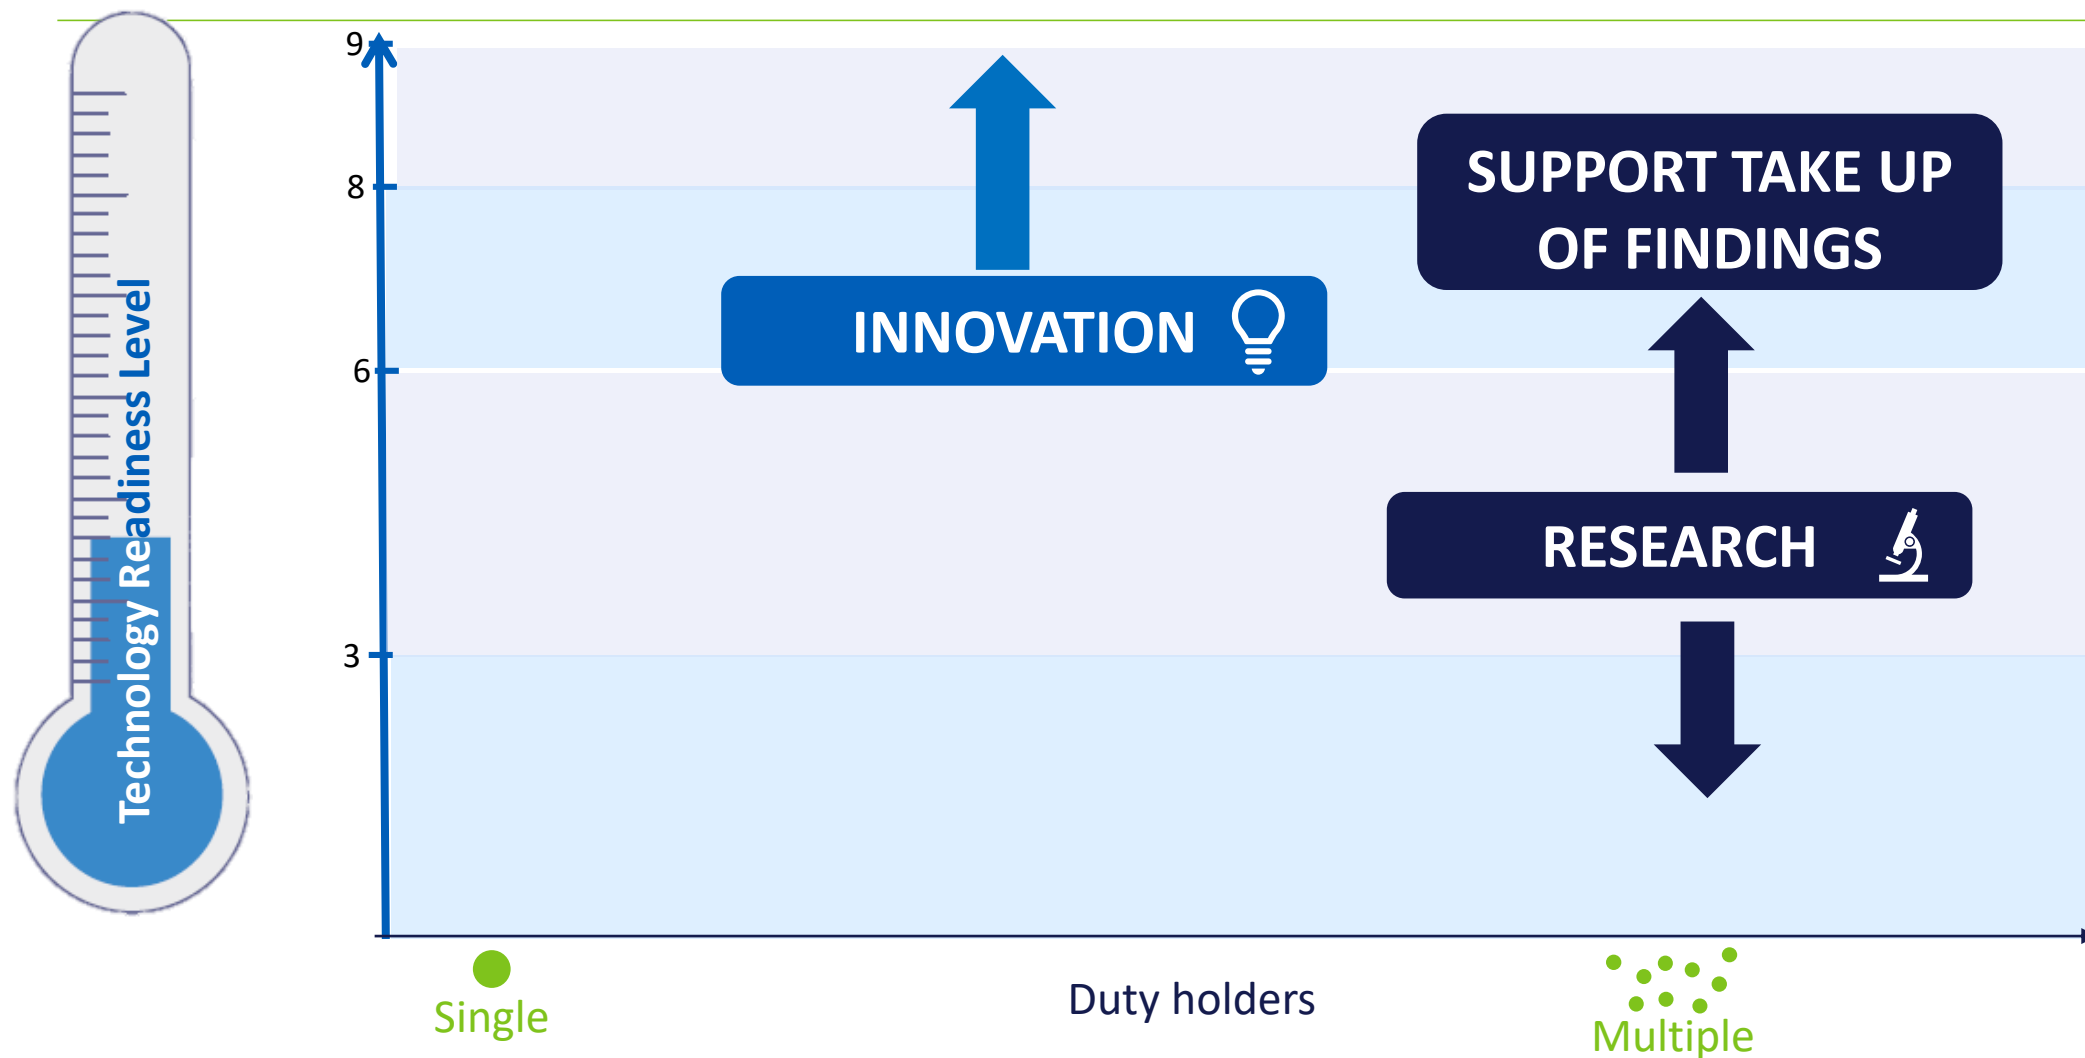 Technology Readiness Level
9
8
6
3
INNOVATION
SUPPORT TAKE UP
OF FINDINGS
RESEARCH
Single
Duty holders
Multiple